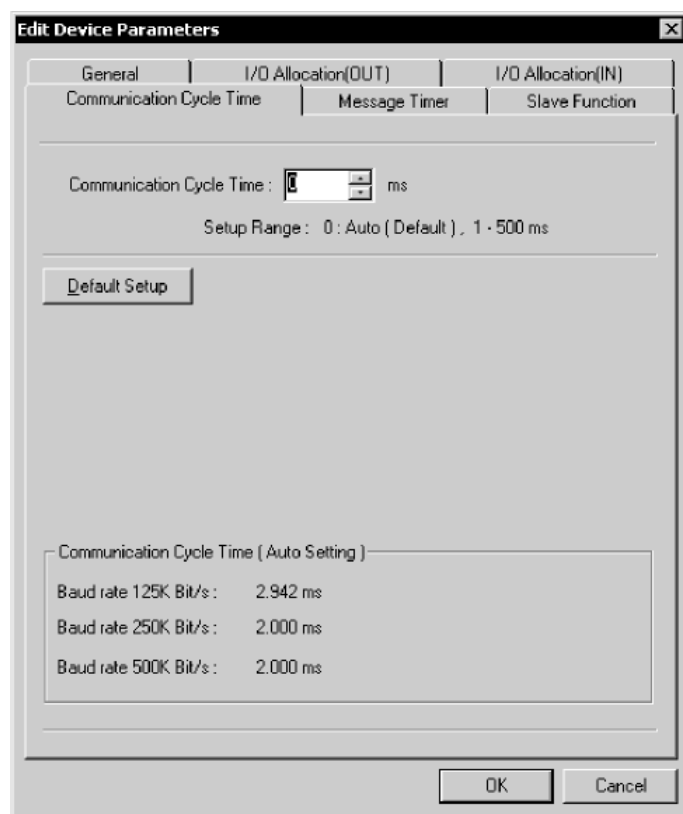 Edit Device Parameters
General
I/O Allocation(OUT)
I/O Allocation(IN)
Communication Cycle Time
Message Timer
Slave Function
Communication Cycle Time : 0 ms
Setup Range : 0 : Auto ( Default ) , 1 - 500 ms
Default Setup
Communication Cycle Time ( Auto Setting )
Baud rate 125K Bit/s : 2.942 ms
Baud rate 250K Bit/s : 2.000 ms
Baud rate 500K Bit/s : 2.000 ms
OK
Cancel